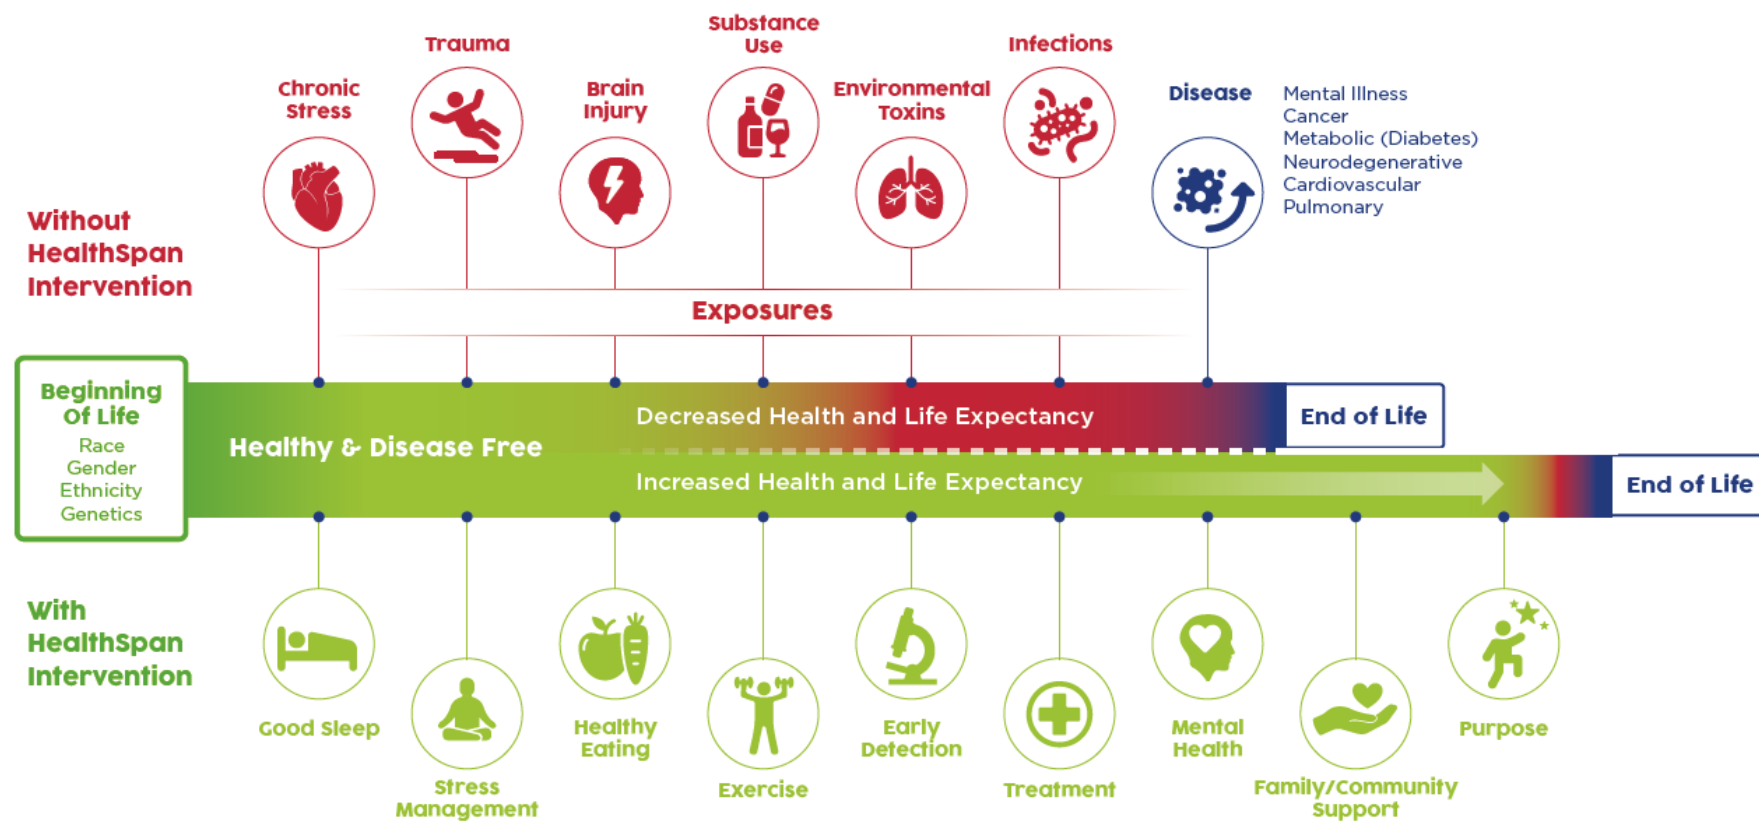 Substance
Use
Trauma
Infections
Chronic
Stress
Brain
Injury
Environmental
Toxins
Disease
Mental Illness
Cancer
Metabolic (Diabetes)
Neurodegenerative
Cardiovascular
Pulmonary
Without
HealthSpan
Intervention
Exposures
Beginning
Of Life
Race
Gender
Ethnicity
Genetics
Healthy & Disease Free
Decreased Health and Life Expectancy
End of Life
Increased Health and Life Expectancy
End of Life
With
HealthSpan
Intervention
Good Sleep
Stress
Management
Healthy
Eating
Exercise
Early
Detection
Treatment
Mental
Health
Family/Community
Support
Purpose